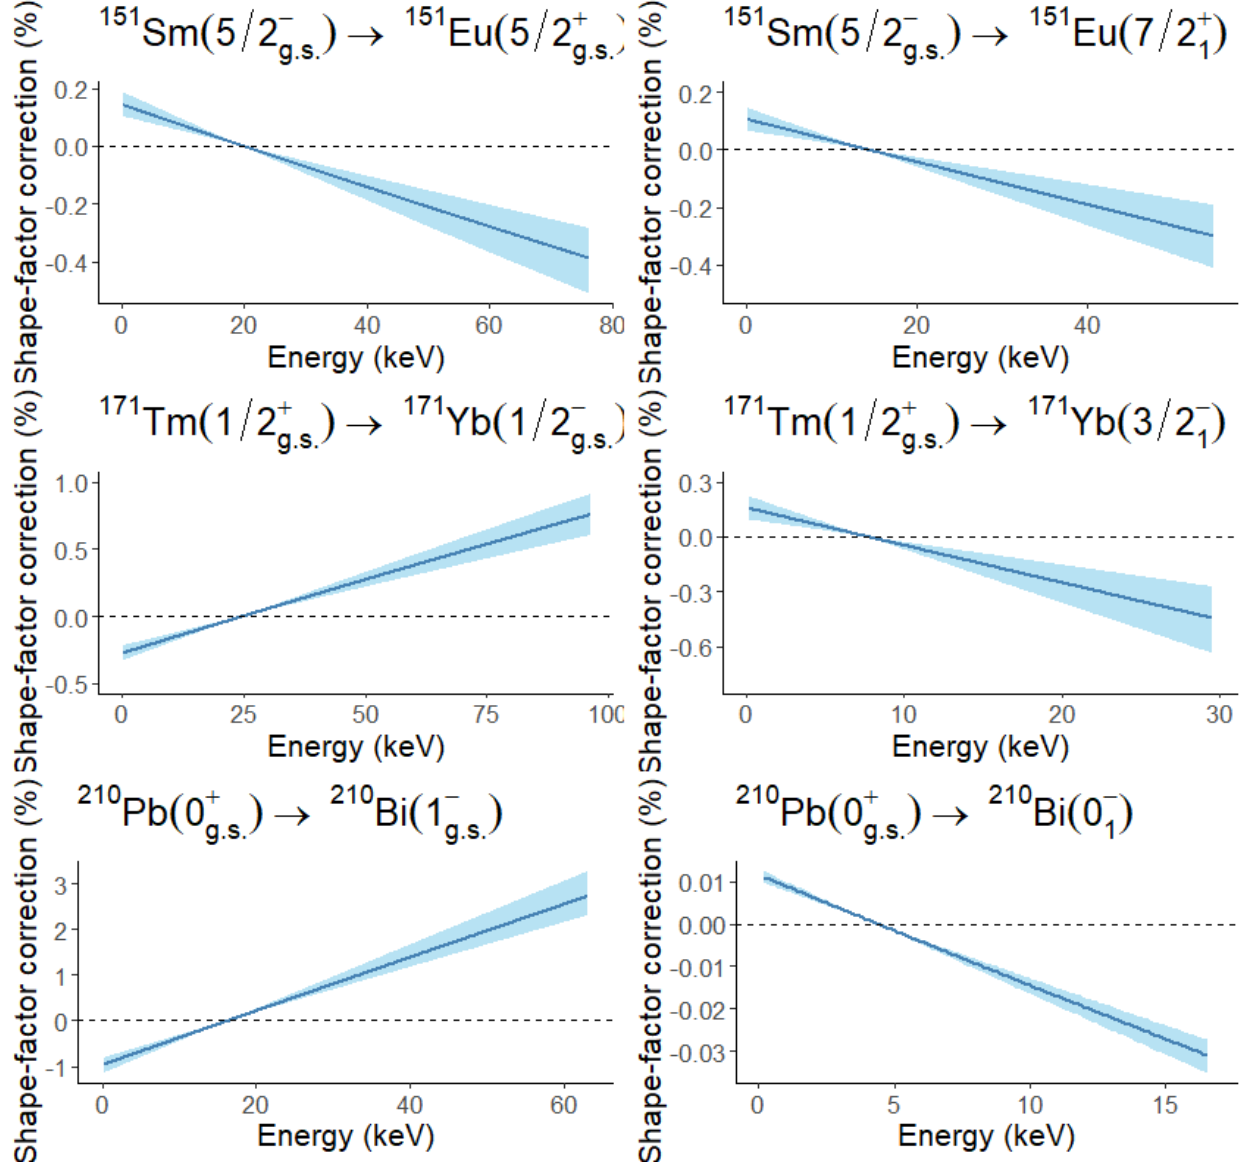 ¹⁵¹Sm(5/2⁻g.s.) → ¹⁵¹Eu(5/2⁺g.s.)
Shape-factor correction (%)
0.2
0.0
-0.2
-0.4
0 20 40 60 80
Energy (keV)
¹⁵¹Sm(5/2⁻g.s.) → ¹⁵¹Eu(7/2⁺₁)
Shape-factor correction (%)
0.2
0.0
-0.2
-0.4
0 20 40
Energy (keV)
¹⁷¹Tm(1/2⁺g.s.) → ¹⁷¹Yb(1/2⁻g.s.)
Shape-factor correction (%)
1.0
0.5
0.0
-0.5
0 25 50 75 100
Energy (keV)
¹⁷¹Tm(1/2⁺g.s.) → ¹⁷¹Yb(3/2⁻₁)
Shape-factor correction (%)
0.3
0.0
-0.3
-0.6
0 10 20 30
Energy (keV)
²¹⁰Pb(0⁺g.s.) → ²¹⁰Bi(1⁻g.s.)
Shape-factor correction (%)
3
2
1
0
-1
0 20 40 60
Energy (keV)
²¹⁰Pb(0⁺g.s.) → ²¹⁰Bi(0⁻₁)
Shape-factor correction (%)
0.01
0.00
-0.01
-0.02
-0.03
0 5 10 15
Energy (keV)